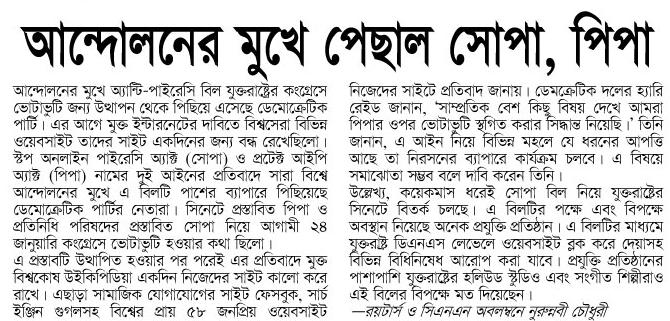 আন্দোলনের মুখে পেছাল সোপা, পিপা
আন্দোলনের মুখে অ্যান্টি-পাইরেসি বিল যুক্তরাষ্ট্রের কংগ্রেসে
ভোটাভুটি জন্য উত্থাপন থেকে পিছিয়ে এসেছে ডেমোক্রেটিক
পার্টি। এর আগে মুক্ত ইন্টারনেটের দাবিতে বিশ্বসেরা বিভিন্ন
ওয়েবসাইট তাদের সাইট একদিনের জন্য বন্ধ রেখেছিলো।
স্টপ অনলাইন পাইরেসি অ্যাক্ট (সোপা) ও প্রটেক্ট আইপি
অ্যাক্ট (পিপা) নামের দুই আইনের প্রতিবাদে সারা বিশ্বে
আন্দোলনের মুখে এ বিলটি পাশের ব্যাপারে পিছিয়েছে
ডেমোক্রেটিক পার্টির নেতারা। সিনেটে প্রস্তাবিত পিপা ও
প্রতিনিধি পরিষদের প্রস্তাবিত সোপা নিয়ে আগামী ২৪
জানুয়ারি কংগ্রেসে ভোটাভুটি হওয়ার কথা ছিলো।
এ প্রস্তাবটি উত্থাপিত হওয়ার পর পরেই এর প্রতিবাদে মুক্ত
বিশ্বকোষ উইকিপিডিয়া একদিন নিজেদের সাইট কালো করে
রাখে। এছাড়া সামাজিক যোগাযোগের সাইট ফেসবুক, সার্চ
ইঞ্জিন গুগলসহ বিশ্বের প্রায় ৫৮ জনপ্রিয় ওয়েবসাইট
নিজেদের সাইটে প্রতিবাদ জানায়। ডেমক্রেটিক দলের হ্যারি
রেইড জানান, ‘সাম্প্রতিক বেশ কিছু বিষয় দেখে আমরা
পিপার ওপর ভোটাভুটি স্থগিত করার সিদ্ধান্ত নিয়েছি।’ তিনি
জানান, এ আইন নিয়ে বিভিন্ন মহলে যে ধরনের আপত্তি
আছে তা নিরসনের ব্যাপারে কার্যক্রম চলবে। এ বিষয়ে
সমাঝোতা সম্ভব বলে দাবি করেন তিনি।
উল্লেখ্য, কয়েকমাস ধরেই সোপা বিল নিয়ে যুক্তরাষ্ট্রের
সিনেটে বিতর্ক চলছে। এ বিলটির পক্ষে এবং বিপক্ষে
অবস্থান নিয়েছে অনেক প্রযুক্তি প্রতিষ্ঠান। এ বিলটির মাধ্যমে
যুক্তরাষ্ট্র ডিএনএস লেভেলে ওয়েবসাইট ব্লক করে দেয়াসহ
বিভিন্ন বিধিনিষেধ আরোপ করা যাবে। প্রযুক্তি প্রতিষ্ঠানের
পাশাপাশি যুক্তরাষ্ট্রের হলিউড স্টুডিও এবং সংগীত শিল্পীরাও
এই বিলের বিপক্ষে মত দিয়েছেন।
—রয়টার্স ও সিএনএন অবলম্বনে নুরুন্নবী চৌধুরী